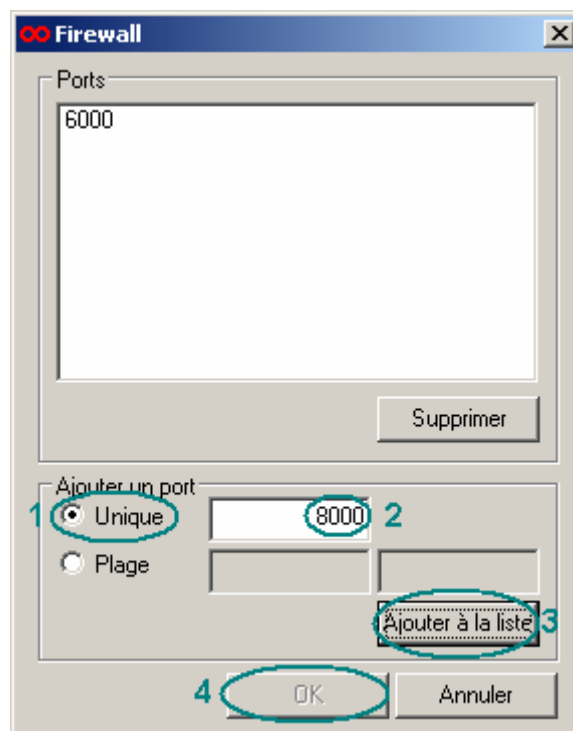 Firewall
Ports
6000
Supprimer
Ajouter un port
1 Unique 8000 2
Plage
Ajouter à la liste 3
4 OK Annuler